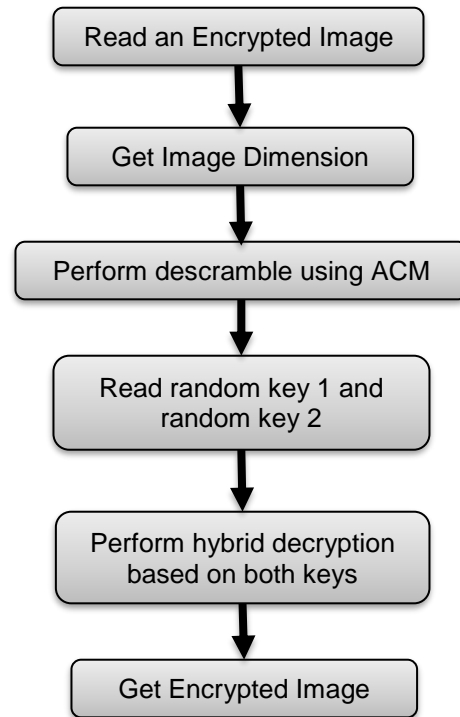 Read an Encrypted Image
Get Image Dimension
Perform descramble using ACM
Read random key 1 and
random key 2
Perform hybrid decryption
based on both keys
Get Encrypted Image